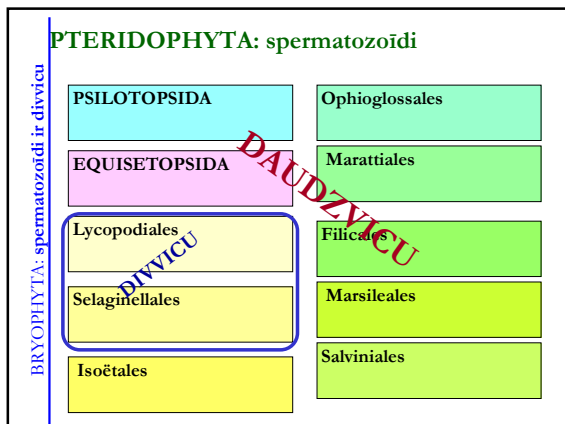 PTERIDOPHYTA: spermatozoīdi
BRYOPHYTA: spermatozoīdi ir divvicu
PSILOTOPSIDA
EQUISETOPSIDA
Lycopodiales
Selaginellales
Isoëtales
DIVVICU
Ophioglossales
Marattiales
Filicales
Marsileales
Salviniales
DAUDZVICU